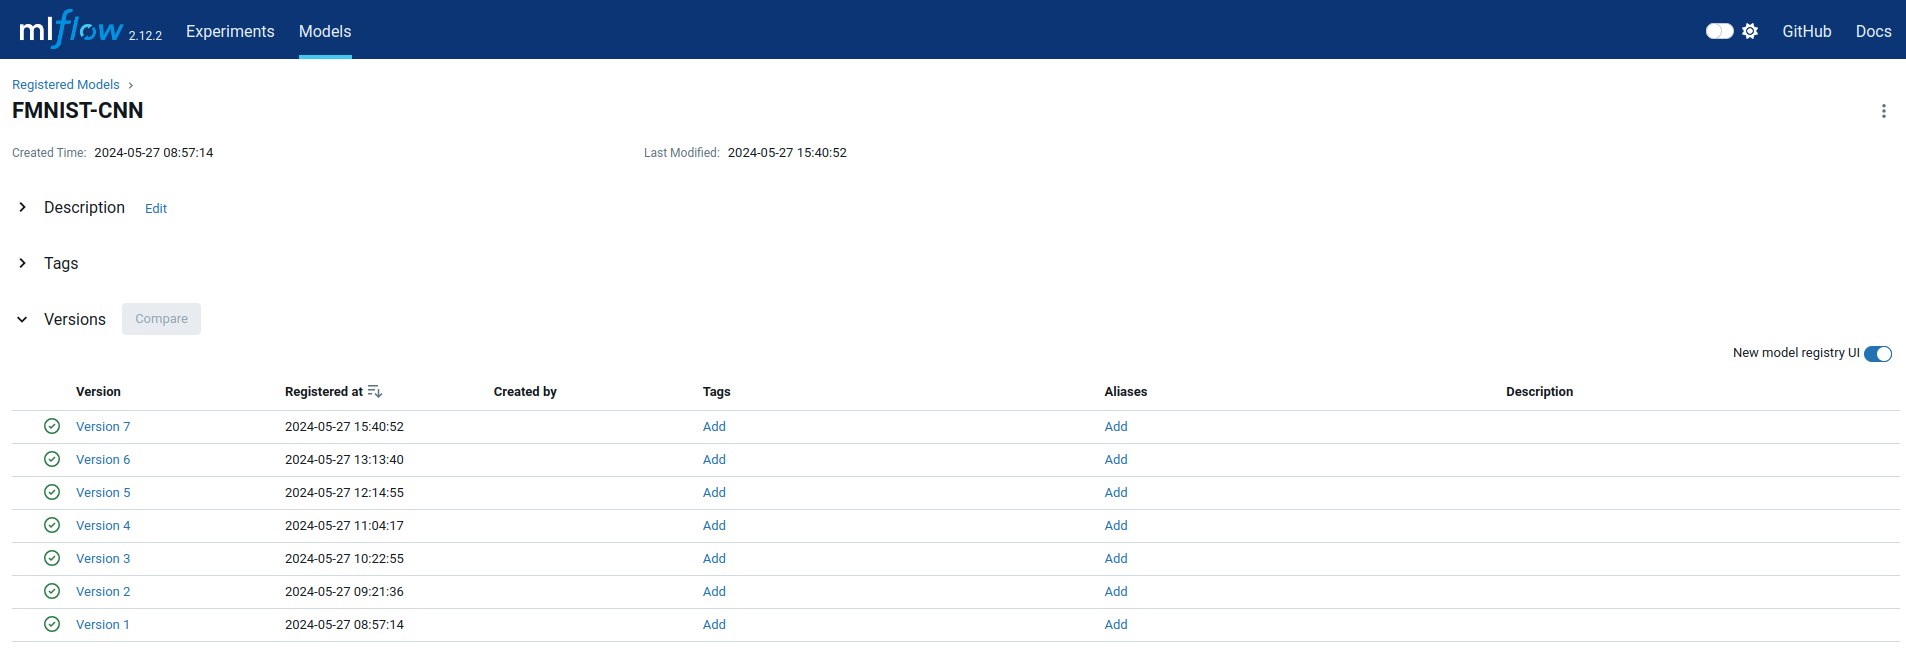 mlflow 2.12.2 Experiments Models GitHub Docs
Registered Models
FMNIST-CNN
Created Time: 2024-05-27 08:57:14 Last Modified: 2024-05-27 15:40:52
Description Edit
Tags
Versions Compare
New model registry UI
Version Registered at Created by Tags Aliases Description
Version 7 2024-05-27 15:40:52 Add Add
Version 6 2024-05-27 13:13:40 Add Add
Version 5 2024-05-27 12:14:55 Add Add
Version 4 2024-05-27 11:04:17 Add Add
Version 3 2024-05-27 10:22:55 Add Add
Version 2 2024-05-27 09:21:36 Add Add
Version 1 2024-05-27 08:57:14 Add Add